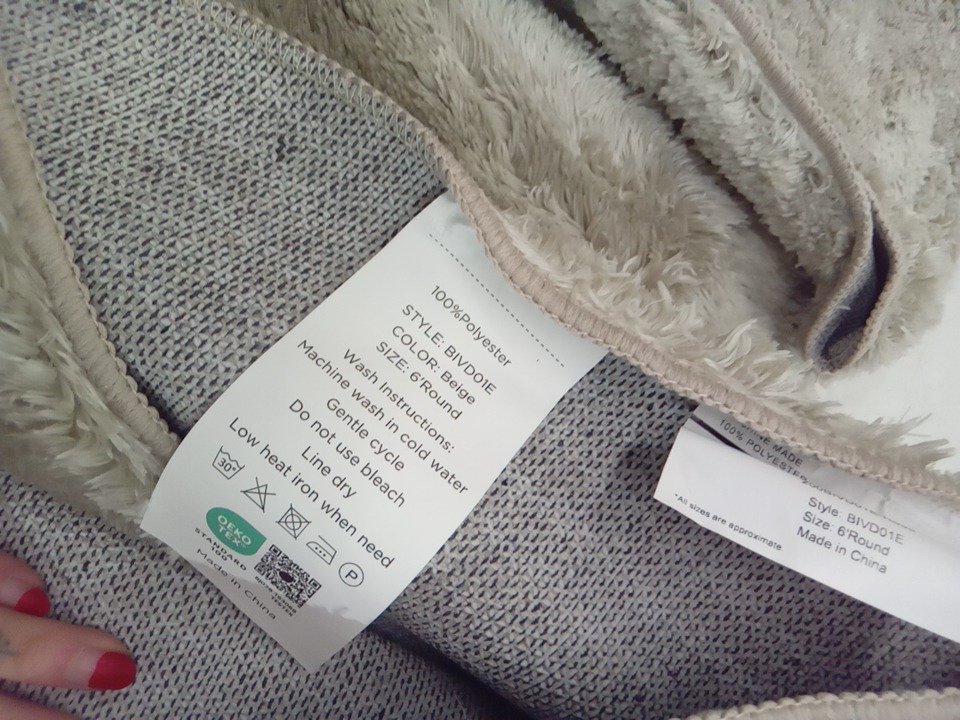 100%Polyester
STYLE: BIVD01E
COLOR: Beige
SIZE: 6'Round
Wash Instructions:
Machine wash in cold water
Gentle cycle
Do not use bleach
Line dry
Low heat iron when need
30°
P
OEKO
TEX
STANDARD
100
Made in China
MADE
100% POLYESTER
Style: BIVD01E
Size: 6'Round
Made in China
*All sizes are approximate